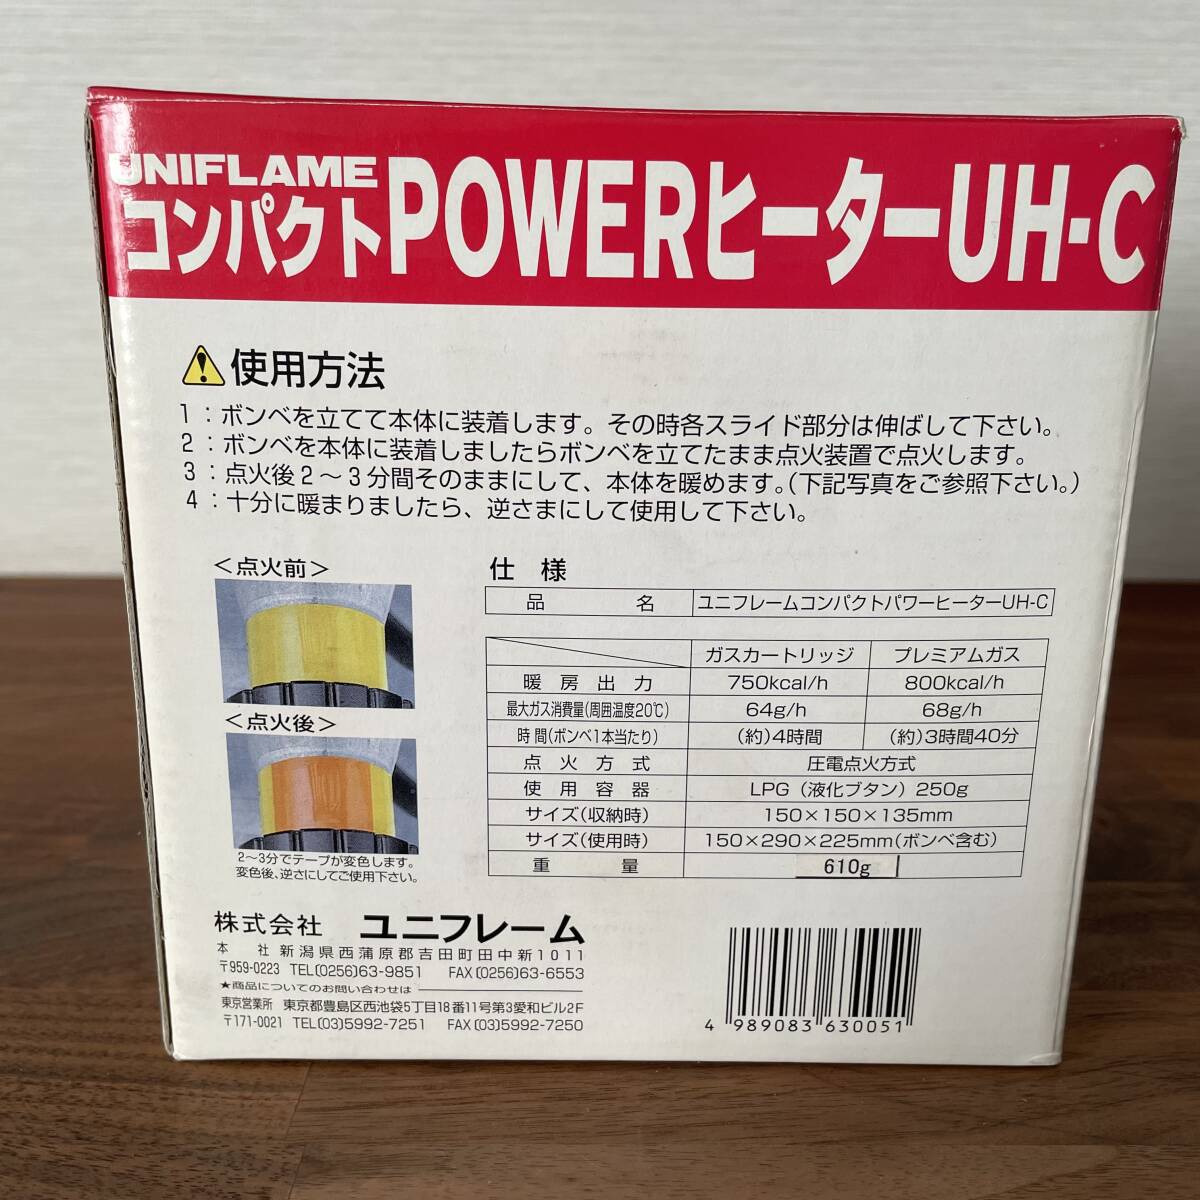 UNIFLAME
コンパクトPOWERヒーターUH-C
使用方法
1:ボンベを立てて本体に装着します。その時各スライド部分は伸ばして下さい。
2:ボンベを本体に装着しましたらボンベを立てたまま点火装置で点火します。
3:点火後2〜3分間そのままにして、本体を暖めます。(下記写真をご参照下さい。)
4:十分に暖まりましたら、逆さまにして使用して下さい。
<点火前>
<点火後>
2〜3分でテープが変色します。
変色後、逆さにしてご使用下さい。
仕様
品名 ユニフレームコンパクトパワーヒーターUH-C
ガスカートリッジ プレミアムガス
暖房出力 750kcal/h 800kcal/h
最大ガス消費量(周囲温度20℃) 64g/h 68g/h
時間(ボンベ1本当たり) (約)4時間 (約)3時間40分
点火方式 圧電点火方式
使用容器 LPG(液化ブタン)250g
サイズ(収納時) 150×150×135mm
サイズ(使用時) 150×290×225mm(ボンベ含む)
重量 610g
株式会社 ユニフレーム
本社 新潟県西蒲原郡吉田町田中新1011
〒959-0223 TEL(0256)63-9851 FAX(0256)63-6553
★商品についてのお問い合わせは
東京営業所 東京都豊島区西池袋5丁目18番11号第3愛和ビル2F
〒171-0021 TEL(03)5992-7251 FAX(03)5992-7250
4 989083 630051